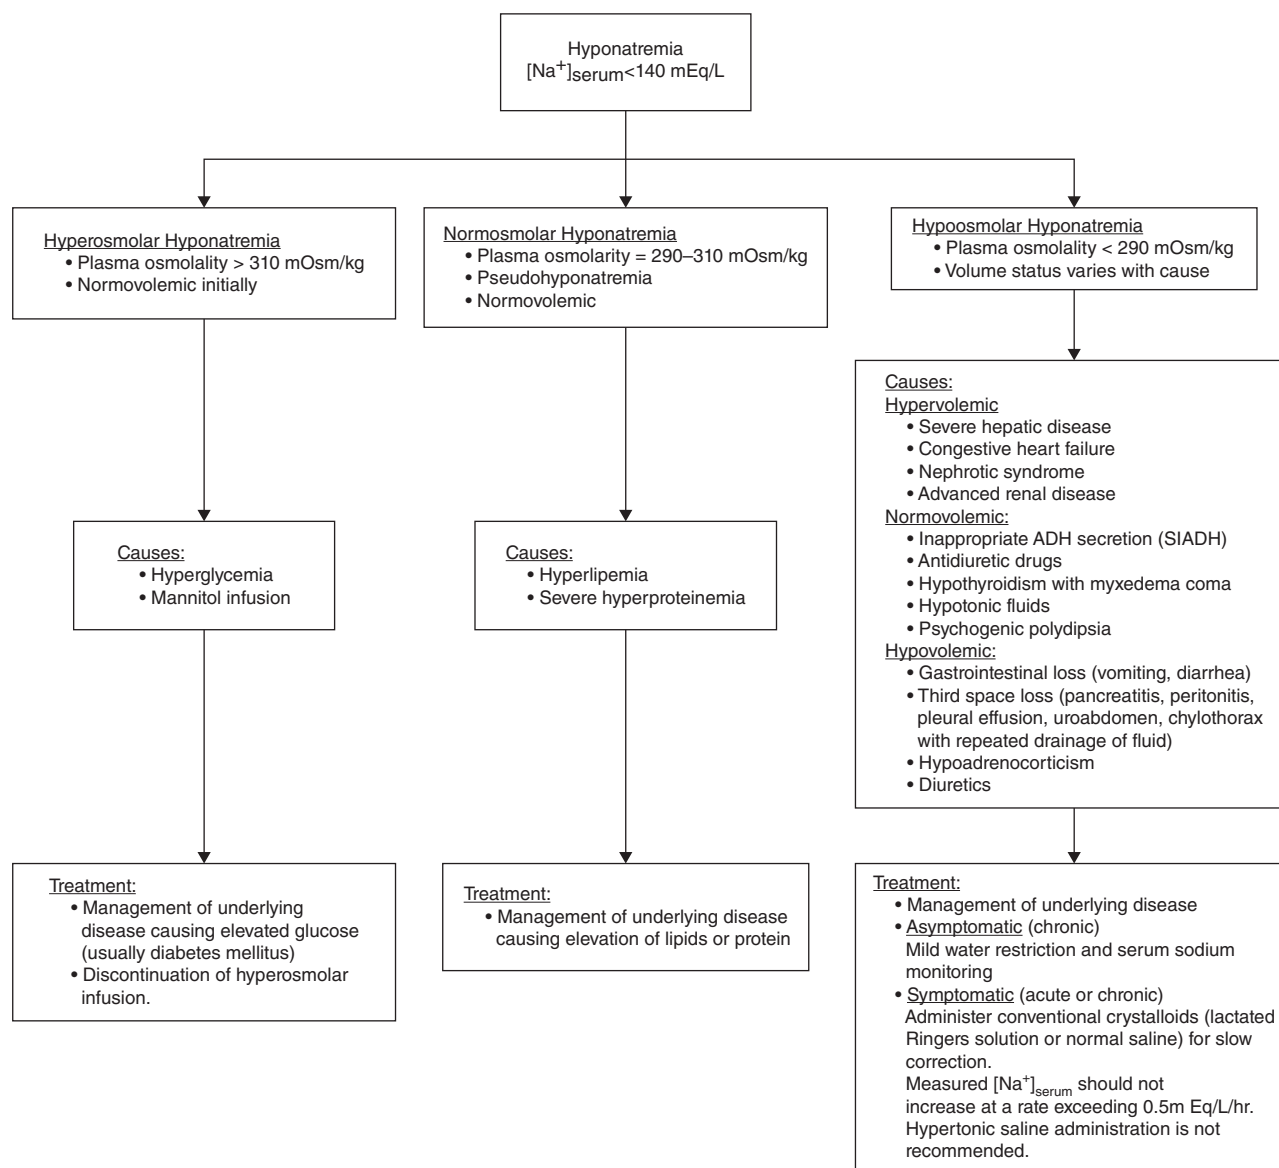 Hyponatremia
[Na+]serum<140 mEq/L
Hyperosmolar Hyponatremia
• Plasma osmolality > 310 mOsm/kg
• Normovolemic initially
Causes:
• Hyperglycemia
• Mannitol infusion
Treatment:
• Management of underlying
disease causing elevated glucose
(usually diabetes mellitus)
• Discontinuation of hyperosmolar
infusion.
Normosmolar Hyponatremia
• Plasma osmolarity = 290–310 mOsm/kg
• Pseudohyponatremia
• Normovolemic
Causes:
• Hyperlipemia
• Severe hyperproteinemia
Treatment:
• Management of underlying disease
causing elevation of lipids or protein
Hypoosmolar Hyponatremia
• Plasma osmolality < 290 mOsm/kg
• Volume status varies with cause
Causes:
Hypervolemic
• Severe hepatic disease
• Congestive heart failure
• Nephrotic syndrome
• Advanced renal disease
Normovolemic:
• Inappropriate ADH secretion (SIADH)
• Antidiuretic drugs
• Hypothyroidism with myxedema coma
• Hypotonic fluids
• Psychogenic polydipsia
Hypovolemic:
• Gastrointestinal loss (vomiting, diarrhea)
• Third space loss (pancreatitis, peritonitis,
pleural effusion, uroabdomen, chylothorax
with repeated drainage of fluid)
• Hypoadrenocorticism
• Diuretics
Treatment:
• Management of underlying disease
• Asymptomatic (chronic)
Mild water restriction and serum sodium
monitoring
• Symptomatic (acute or chronic)
Administer conventional crystalloids (lactated
Ringers solution or normal saline) for slow
correction.
Measured [Na+]serum should not
increase at a rate exceeding 0.5m Eq/L/hr.
Hypertonic saline administration is not
recommended.